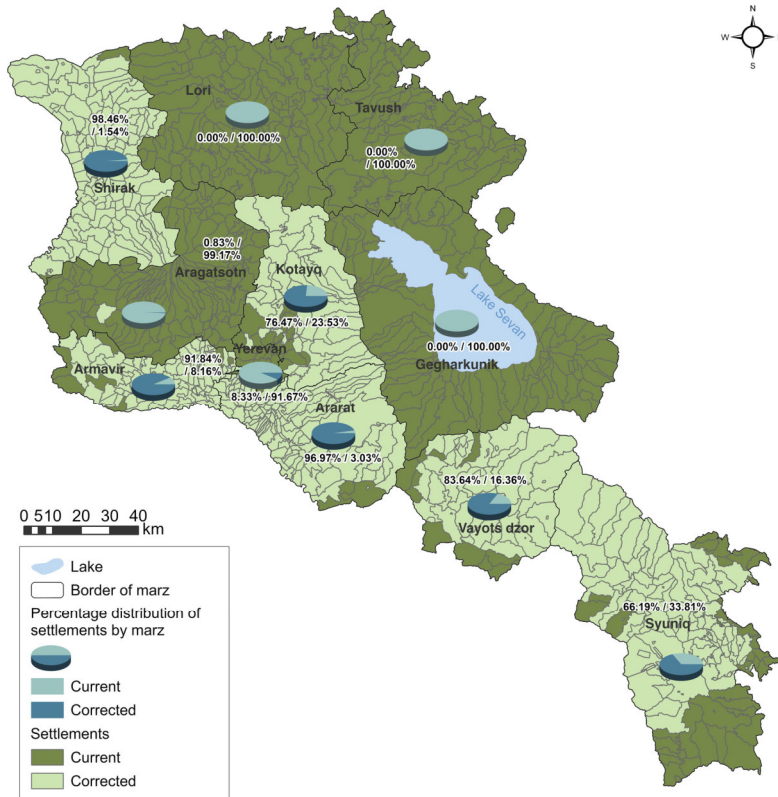 N
W
S
Lori
0.00% / 100.00%
Tavush
0.00%
/ 100.00%
98.46%
/ 1.54%
Shirak
0.83% /
99.17%
Aragatsotn
Kotayq
76.47% / 23.53%
Lake Sevan
0.00% / 100.00%
Gegharkunik
Yerevan
8.33% / 91.67%
Armavir
91.84%
/ 8.16%
Ararat
96.97% / 3.03%
83.64% / 16.36%
Vayots dzor
66.19% / 33.81%
Syuniq
0 5 10 20 30 40
km
Lake
Border of marz
Percentage distribution of
settlements by marz
Current
Corrected
Settlements
Current
Corrected